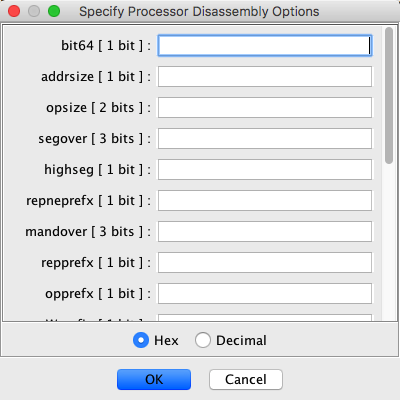 Specify Processor Disassembly Options
bit64 [ 1 bit ] :
addrsize [ 1 bit ] :
opsize [ 2 bits ] :
segover [ 3 bits ] :
highseg [ 1 bit ] :
repneprefx [ 1 bit ] :
mandover [ 3 bits ] :
repprefx [ 1 bit ] :
opprefx [ 1 bit ] :
Hex Decimal
OK Cancel